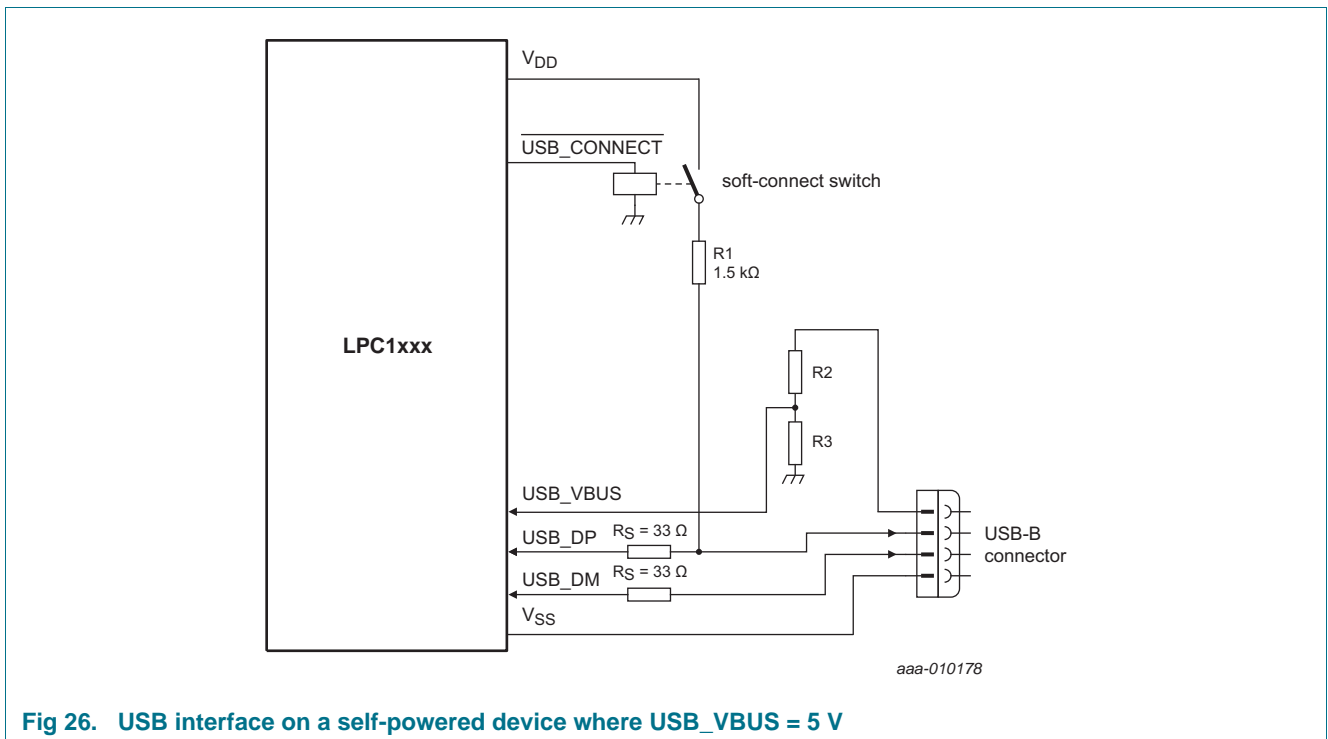 VDD
USB_CONNECT
soft-connect switch
R1
1.5 kΩ
LPC1xxx
R2
R3
USB_VBUS
USB_DP
RS = 33 Ω
USB-B
connector
USB_DM
RS = 33 Ω
VSS
aaa-010178
Fig 26. USB interface on a self-powered device where USB_VBUS = 5 V